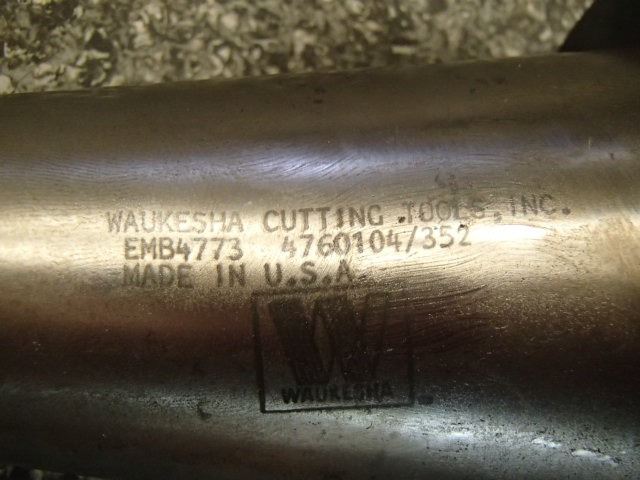 WAUKESHA CUTTING TOOLS, INC.
EMB4773 4760104/352
MADE IN U.S.A.
W
WAUKESHA